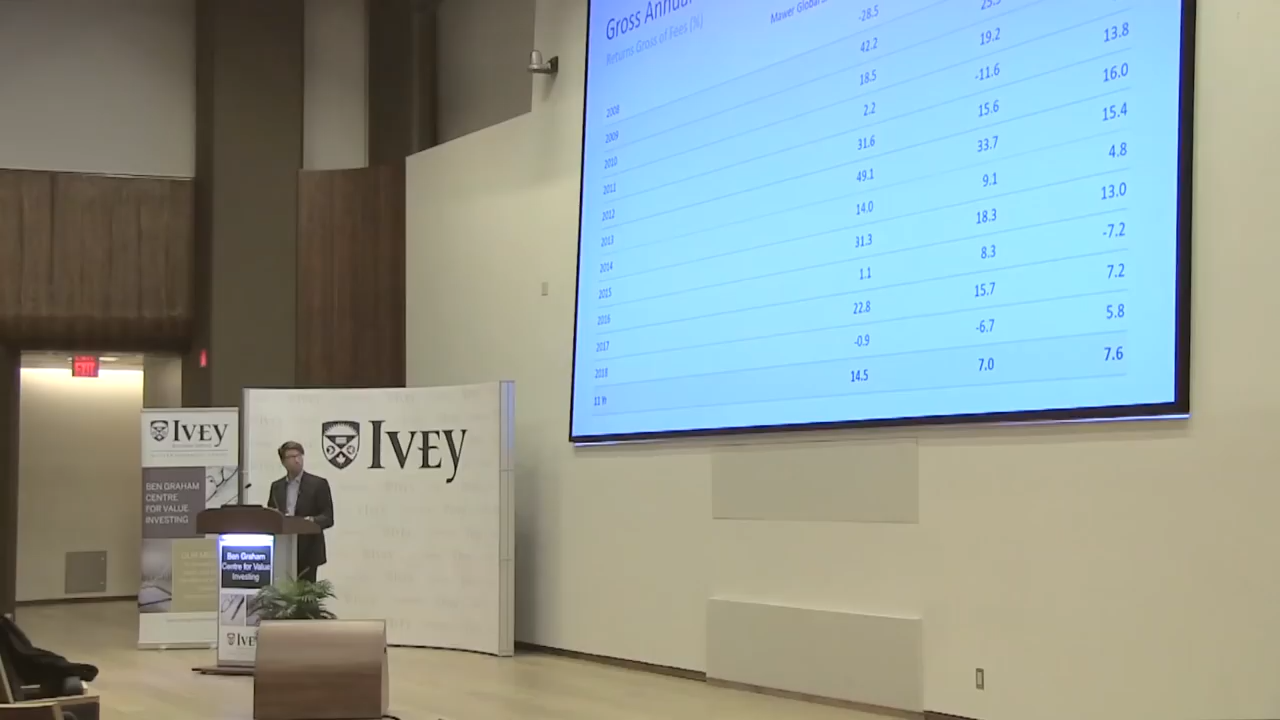 Gross Annua
Returns Gross of Fees (%)
Mawer Global
2008 -28.5
2009 42.2
2010 18.5 19.2
2011 2.2 -11.6 13.8
2012 31.6 15.6 16.0
2013 49.1 33.7 15.4
2014 14.0 9.1 4.8
2015 31.3 18.3 13.0
2016 1.1 8.3 -7.2
2017 22.8 15.7 7.2
2018 -0.9 -6.7 5.8
11 Yr 14.5 7.0 7.6
EXIT
IVEY
BEN GRAHAM
CENTRE
FOR VALUE
INVESTING
IVEY
Ben Graham
Centre for Value
Investing
IVE